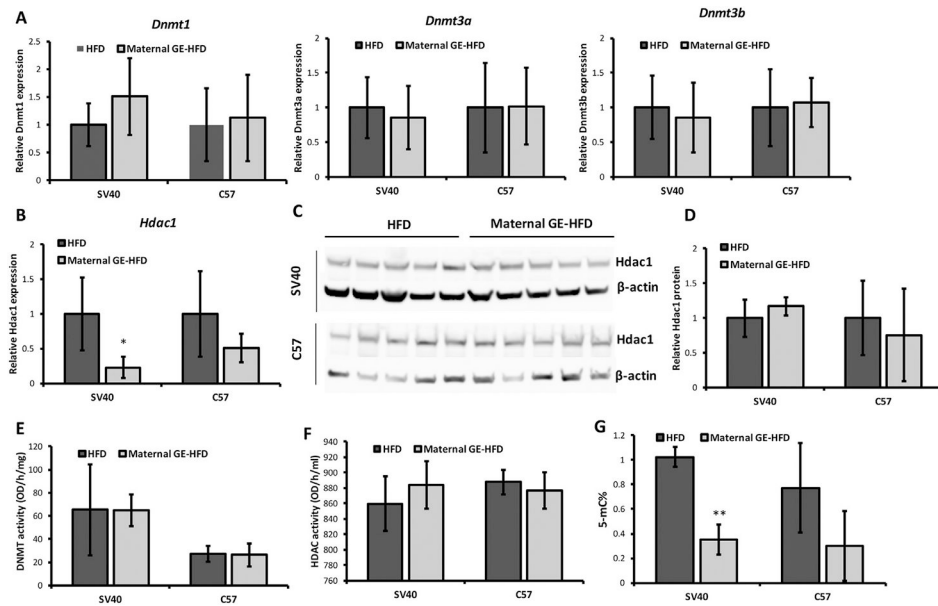 A
Dnmt1
Relative Dnmt1 expression
2.5
2
1.5
1
0.5
0
HFD Maternal GE-HFD
SV40 C57
Dnmt3a
Relative Dnmt3a expression
2
1.5
1
0.5
0
HFD Maternal GE-HFD
SV40 C57
Dnmt3b
Relative Dnmt3b expression
2
1.5
1
0.5
0
HFD Maternal GE-HFD
SV40 C57
B
Hdac1
Relative Hdac1 expression
2
1.5
1
0.5
0
HFD
Maternal GE-HFD
*
SV40 C57
C
HFD Maternal GE-HFD
SV40
Hdac1
β-actin
C57
Hdac1
β-actin
D
Relative Hdac1 protein
2
1.5
1
0.5
0
HFD
Maternal GE-HFD
SV40 C57
E
DNMT activity (OD/h/mg)
120
100
80
60
40
20
0
HFD Maternal GE-HFD
SV40 C57
F
HDAC activity (OD/h/ml)
940
920
900
880
860
840
820
800
HFD Maternal GE-HFD
SV40 C57
G
5-mC%
1.2
1
0.8
0.6
0.4
0.2
0
HFD Maternal GE-HFD
**
SV40 C57